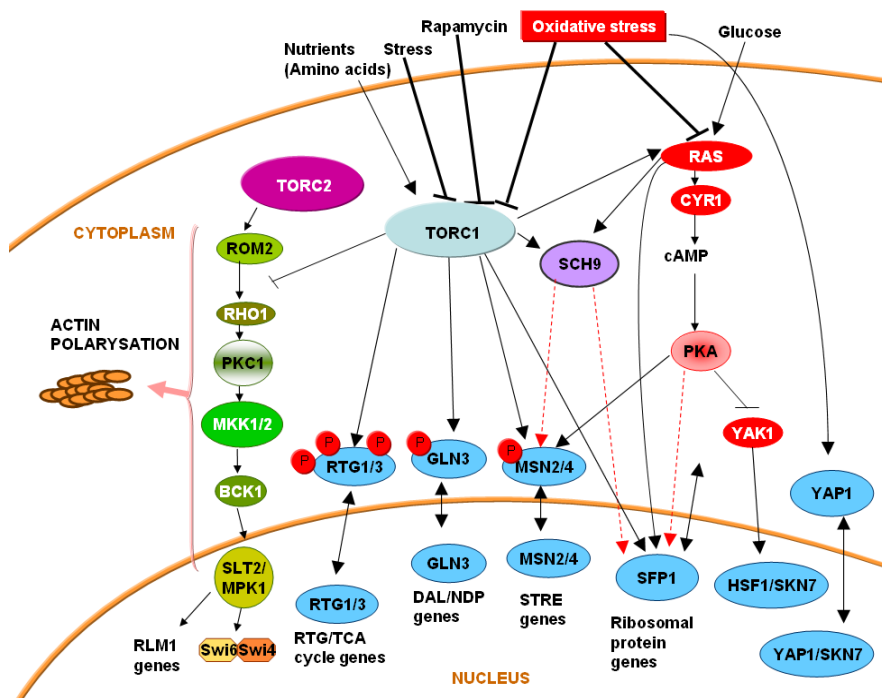 Rapamycin
Oxidative stress
Glucose
Nutrients
(Amino acids)
Stress
RAS
TORC2
CYR1
CYTOPLASM
TORC1
ROM2
SCH9
cAMP
RHO1
ACTIN
POLARYSATION
PKC1
PKA
MKK1/2
YAK1
P
P
P
RTG1/3
P
GLN3
P
MSN2/4
BCK1
YAP1
SLT2/
MPK1
GLN3
MSN2/4
SFP1
HSF1/SKN7
RTG1/3
DAL/NDP
genes
STRE
genes
Ribosomal
protein
genes
RLM1
genes
Swi6
Swi4
RTG/TCA
cycle genes
YAP1/SKN7
NUCLEUS